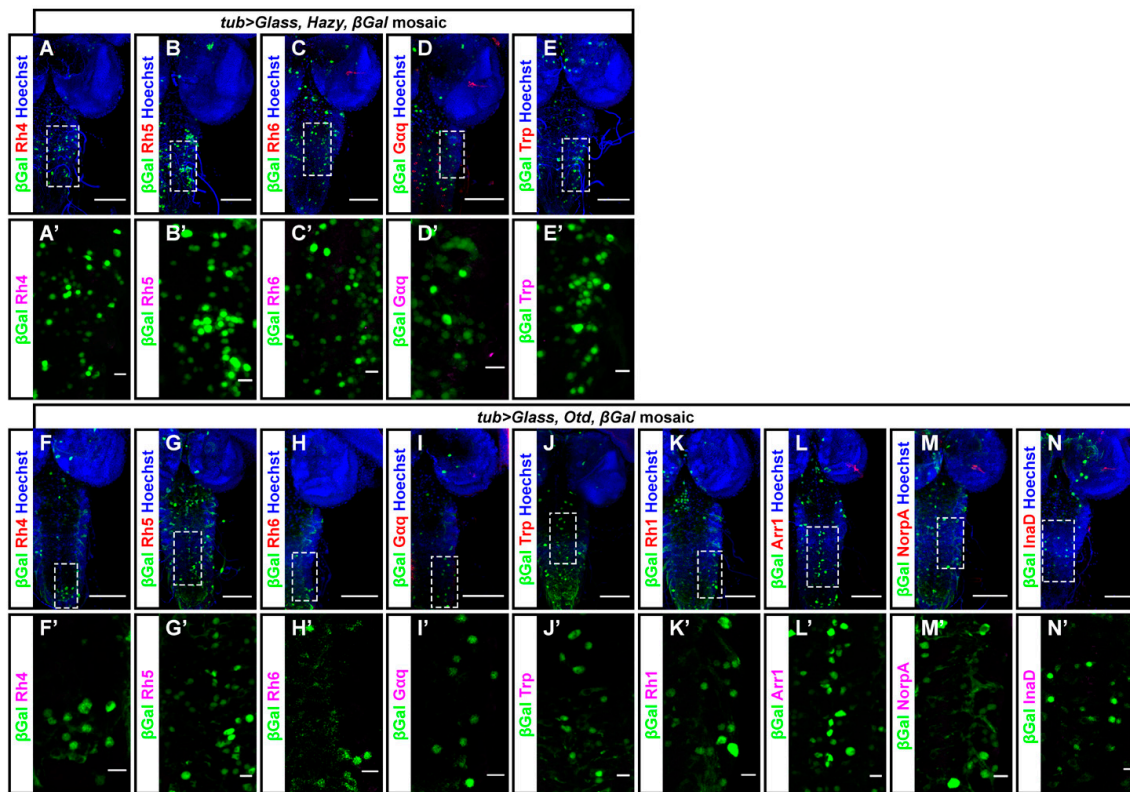 tub>Glass, Hazy, βGal mosaic
βGal Rh4 Hoechst
A
βGal Rh5 Hoechst
B
βGal Rh6 Hoechst
C
βGal Gαq Hoechst
D
βGal Trp Hoechst
E
βGal Rh4
A’
βGal Rh5
B’
βGal Rh6
C’
βGal Gαq
D’
βGal Trp
E’
tub>Glass, Otd, βGal mosaic
βGal Rh4 Hoechst
F
βGal Rh5 Hoechst
G
βGal Rh6 Hoechst
H
βGal Gαq Hoechst
I
βGal Trp Hoechst
J
βGal Rh1 Hoechst
K
βGal Arr1 Hoechst
L
βGal NorpA Hoechst
M
βGal InaD Hoechst
N
βGal Rh4
F’
βGal Rh5
G’
βGal Rh6
H’
βGal Gαq
I’
βGal Trp
J’
βGal Rh1
K’
βGal Arr1
L’
βGal NorpA
M’
βGal InaD
N’